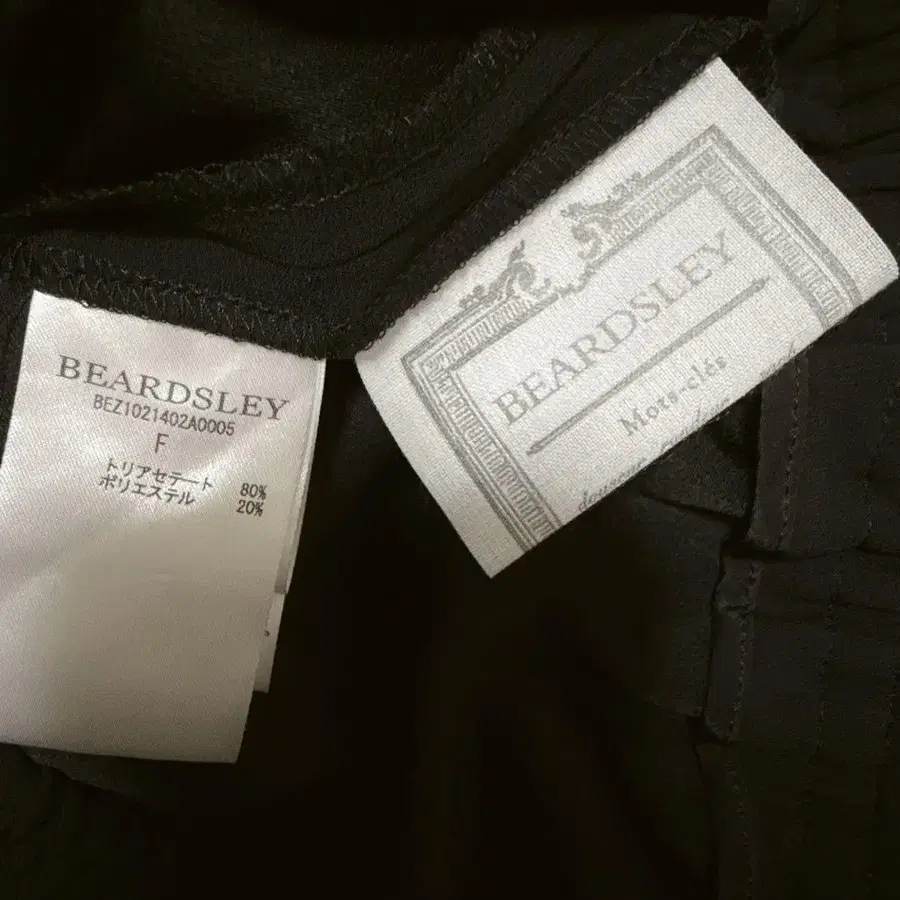 BEARDSLEY
BEZ1021402A0005
F
トリアセテート 80%
ポリエステル 20%
BEARDSLEY
Mots-clés
douceur